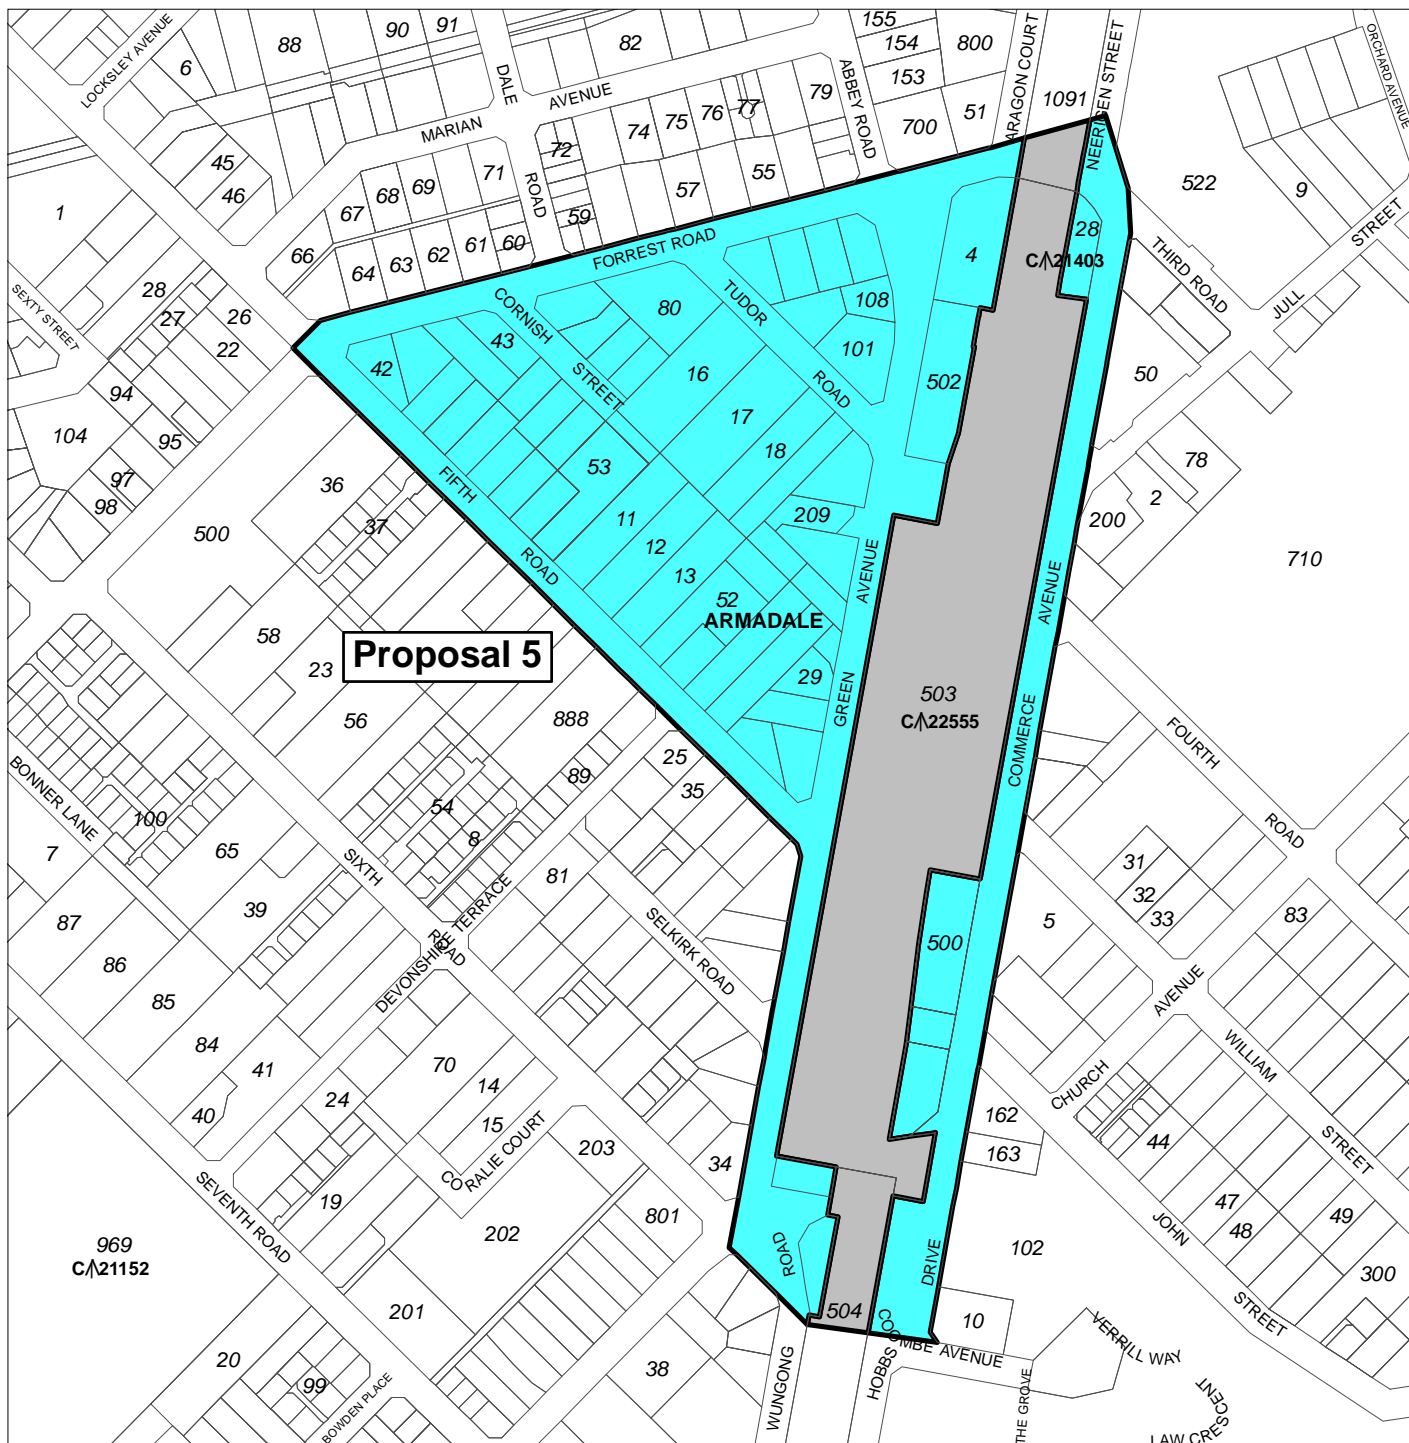 LOCKSLEY AVENUE
6
88
90
91
82
155
154
153
800
ARAGON COURT
1091
NEERIGEN STREET
ORCHARD AVENUE
DALE
AVENUE
MARIAN
ABBEY ROAD
79
77
76
75
74
72
700
51
522
9
STREET
JULL
THIRD ROAD
45
46
1
67
68
69
71
ROAD
59
57
55
66
64
63
62
61
60
FORREST ROAD
SEXTY STREET
28
27
26
22
CORNISH
STREET
80
TUDOR
ROAD
108
101
4
28
C/\21403
502
50
42
43
16
17
18
53
94
95
104
97
98
36
37
500
FIFTH
ROAD
11
12
13
52
209
ARMADALE
29
GREEN
AVENUE
503
C/\22555
COMMERCE
AVENUE
78
2
200
710
58
23
56
Proposal 5
888
89
25
35
54
8
BONNER LANE
100
7
65
39
87
86
85
84
41
40
SIXTH
ROAD
DEVONSHIRE TERRACE
81
SELKIRK ROAD
500
FOURTH
ROAD
31
32
33
5
83
AVENUE
CHURCH
WILLIAM
STREET
162
163
44
47
48
49
300
JOHN
STREET
70
14
15
24
19
CORALIE COURT
203
202
201
34
801
SEVENTH ROAD
969
C/\21152
20
99
BOWDEN PLACE
38
ROAD
WUNGONG
504
HOBBS
DRIVE
COOMBE AVENUE
102
10
VERRILL WAY
THE GROVE
LAW CRESCENT